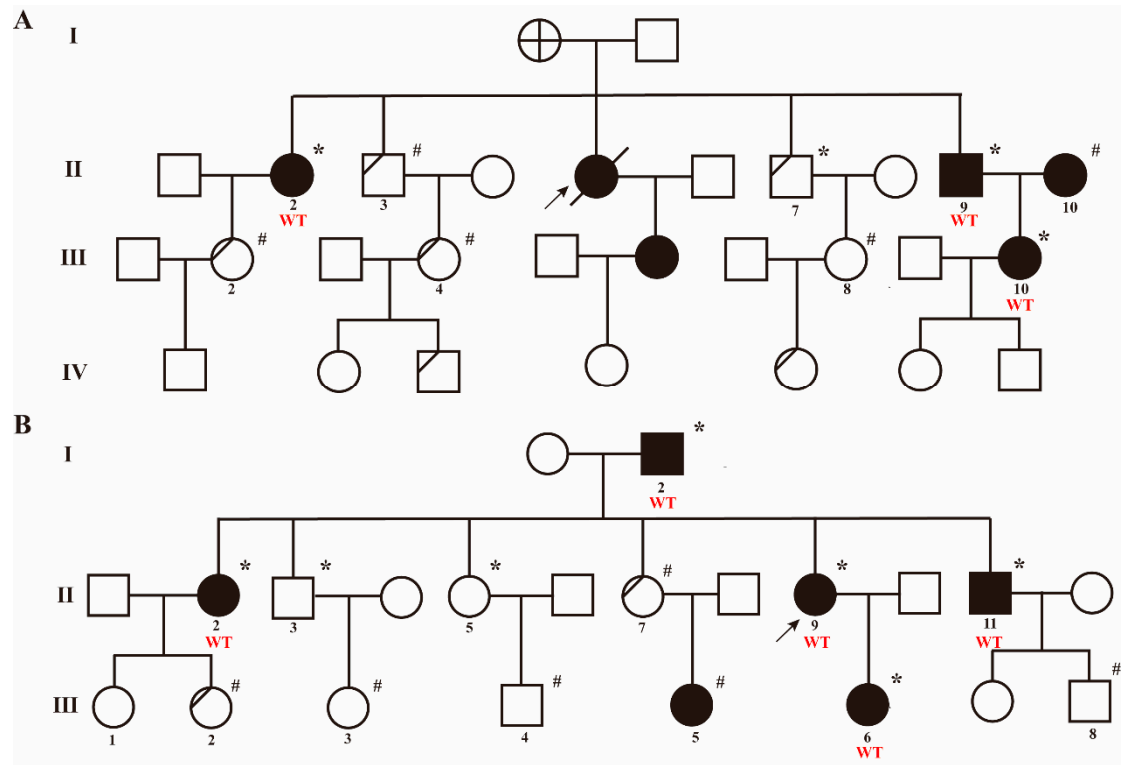 A
I
II
* # * * #
2 3 7 9 10
WT WT
III
# # # *
2 4 8 10
WT
IV
B
I
*
2
WT
II
* * * # * *
2 3 5 7 9 11
WT WT WT
III
# # # # * #
1 2 3 4 5 6 8
WT